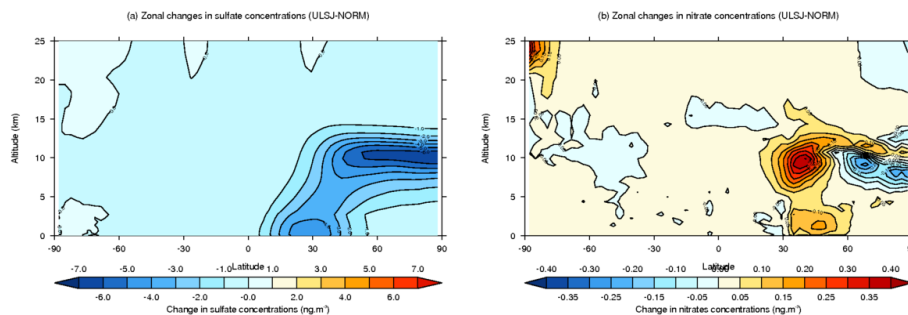 (a) Zonal changes in sulfate concentrations (ULSJ-NORM)
25
20
15
10
5
0
Altitude (km)
-90 -60 -30 0 30 60 90
Latitude
-7.0 -5.0 -3.0 -1.0 1.0 3.0 5.0 7.0
-6.0 -4.0 -2.0 0.0 2.0 4.0 6.0
Change in sulfate concentrations (ng.m⁻³)
(b) Zonal changes in nitrate concentrations (ULSJ-NORM)
25
20
15
10
5
0
Altitude (km)
-90 -60 -30 0 30 60
Latitude
-0.40 -0.30 -0.20 -0.10 0.00 0.10 0.20 0.30 0.40
-0.35 -0.25 -0.15 -0.05 0.05 0.15 0.25 0.35
Change in nitrates concentrations (ng.m⁻³)